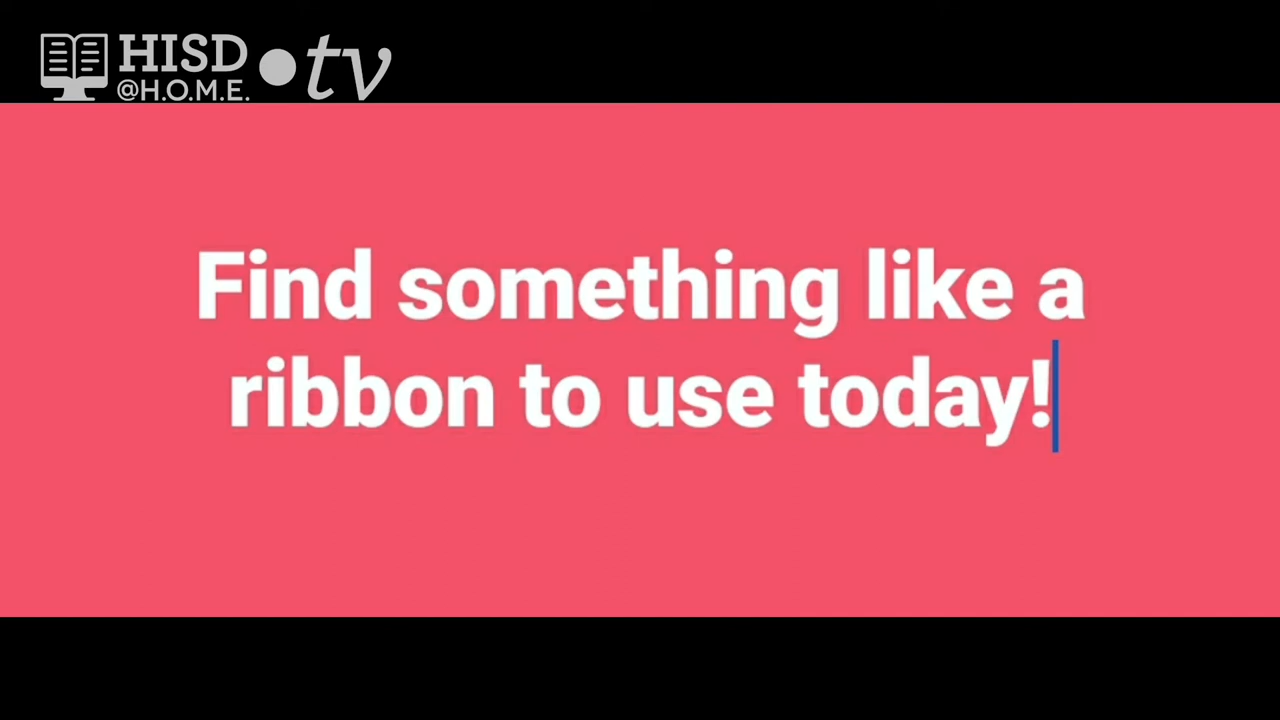 HISD
@H.O.M.E.
tv
Find something like a
ribbon to use today!